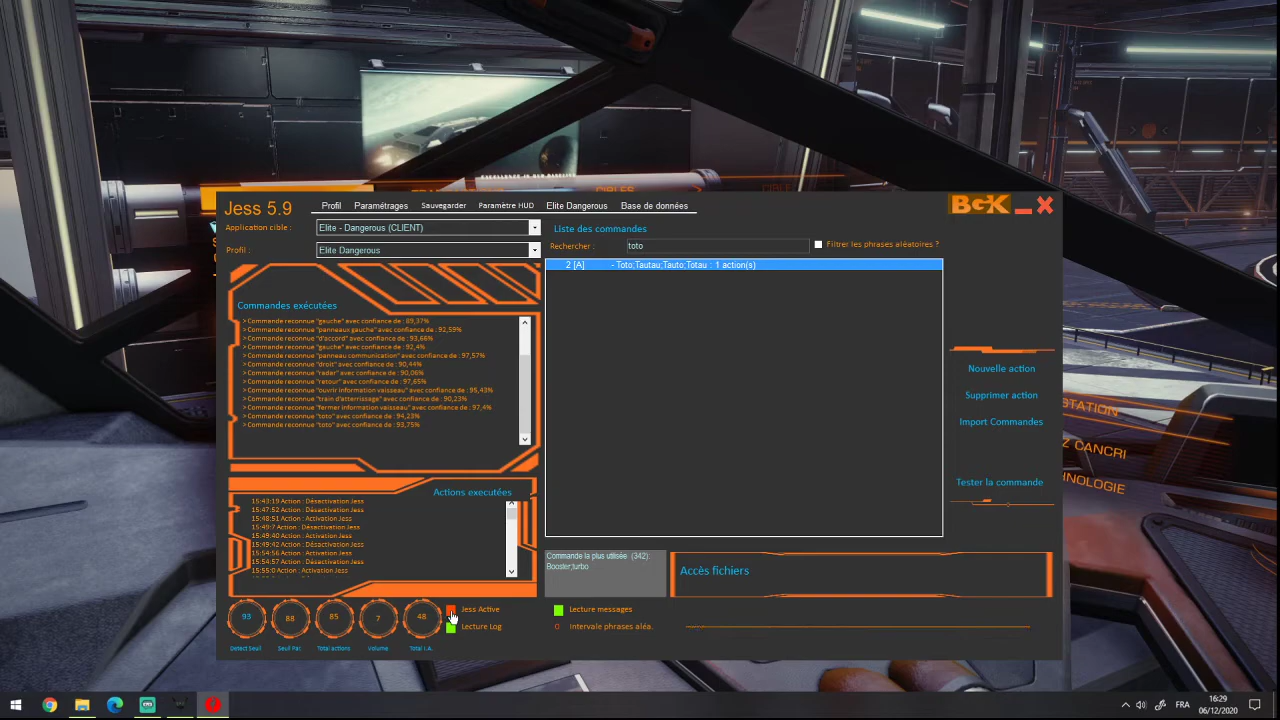 CIBLES
Jess 5.9
Profil
Paramétrages
Sauvegarder
Paramètre HUD
Elite Dangerous
Base de données
BGK
Application cible :
Elite - Dangerous (CLIENT)
Profil :
Elite Dangerous
Liste des commandes
Rechercher :
toto
Filtrer les phrases aléatoires ?
2 [A] - Toto;Tautau;Tauto;Totau : 1 action(s)
Commandes exécutées
> Commande reconnue "gauche" avec confiance de : 89,37%
> Commande reconnue "panneaux gauche" avec confiance de : 92,59%
> Commande reconnue "d'accord" avec confiance de : 93,66%
> Commande reconnue "gauche" avec confiance de : 92,4%
> Commande reconnue "panneau communication" avec confiance de : 97,57%
> Commande reconnue "droit" avec confiance de : 90,44%
> Commande reconnue "rader" avec confiance de : 90,06%
> Commande reconnue "retour" avec confiance de : 97,65%
> Commande reconnue "ouvrir information vaisseau" avec confiance de : 95,43%
> Commande reconnue "train d'atterrissage" avec confiance de : 90,23%
> Commande reconnue "fermer information vaisseau" avec confiance de : 97,4%
> Commande reconnue "toto" avec confiance de : 94,23%
> Commande reconnue "toto" avec confiance de : 93,75%
Nouvelle action
Supprimer action
Import Commandes
Tester la commande
STATION
Z CANCRI
HNOLOGIE
Actions executées
15:43:19 Action : Désactivation Jess
15:47:52 Action : Désactivation Jess
15:48:51 Action : Activation Jess
15:49:7 Action : Désactivation Jess
15:49:40 Action : Activation Jess
15:49:42 Action : Désactivation Jess
15:54:56 Action : Activation Jess
15:54:57 Action : Désactivation Jess
15:55:0 Action : Activation Jess
Commande la plus utilisée (342):
Booster;turbo
Accès fichiers
93
88
85
7
48
Detect Seuil
Seuil Par.
Total actions
Volume
Total I.A.
Jess Active
Lecture Log
Lecture messages
0 Intervale phrases aléa.
FRA
16:29
06/12/2020